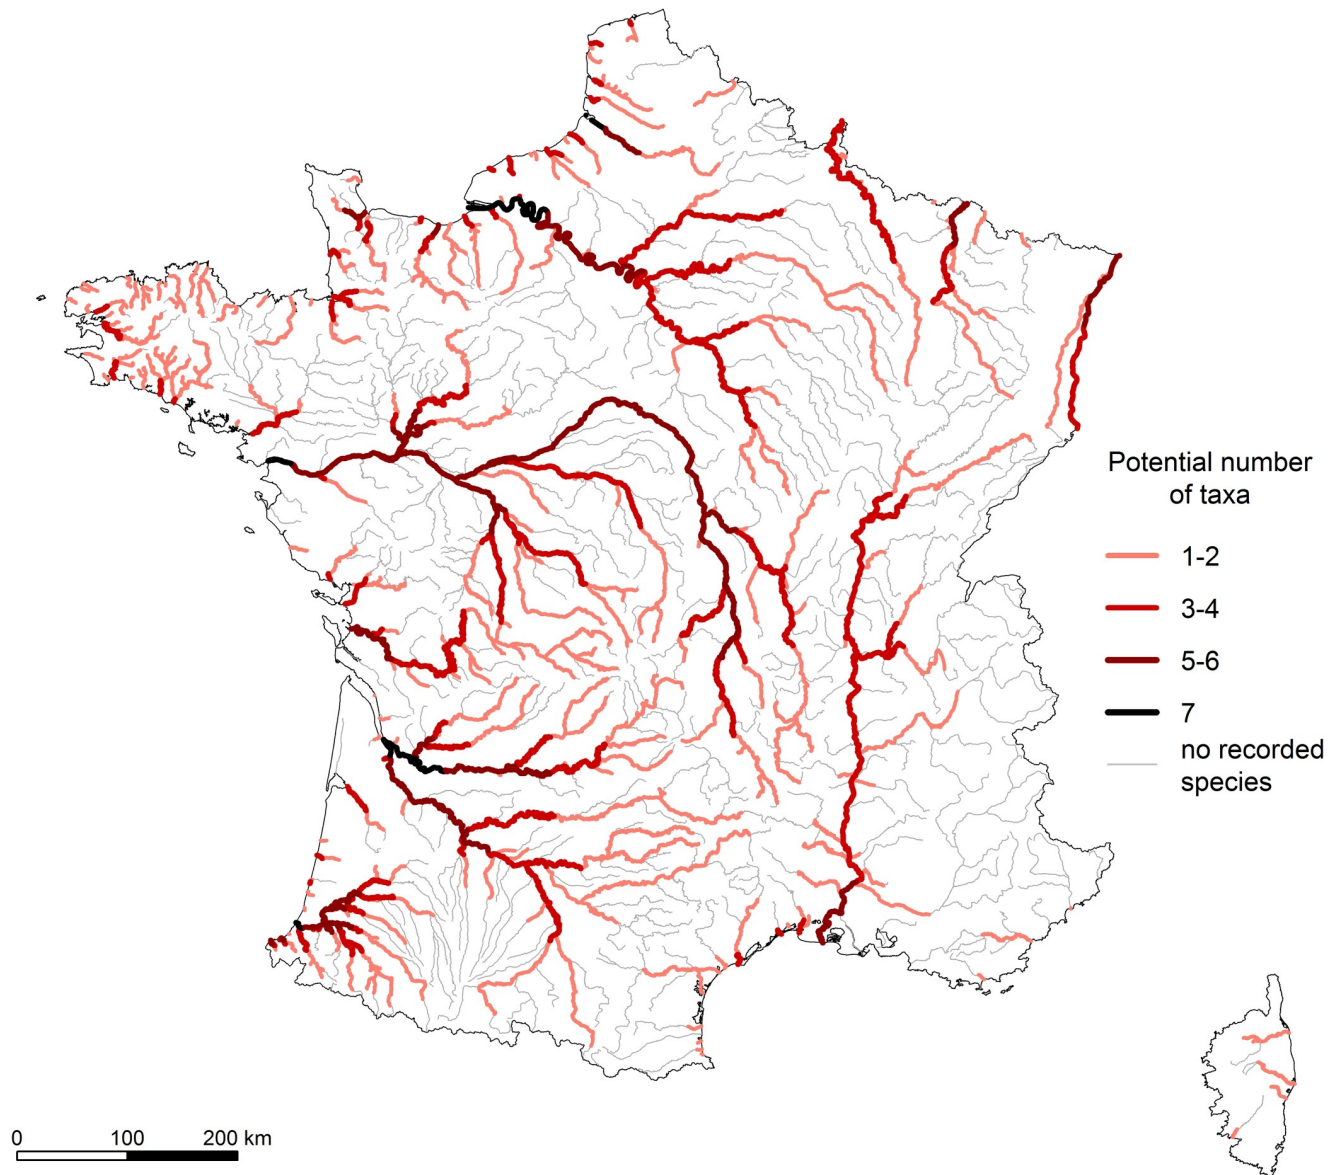 Potential number
of taxa
1-2
3-4
5-6
7
no recorded
species
0 100 200 km